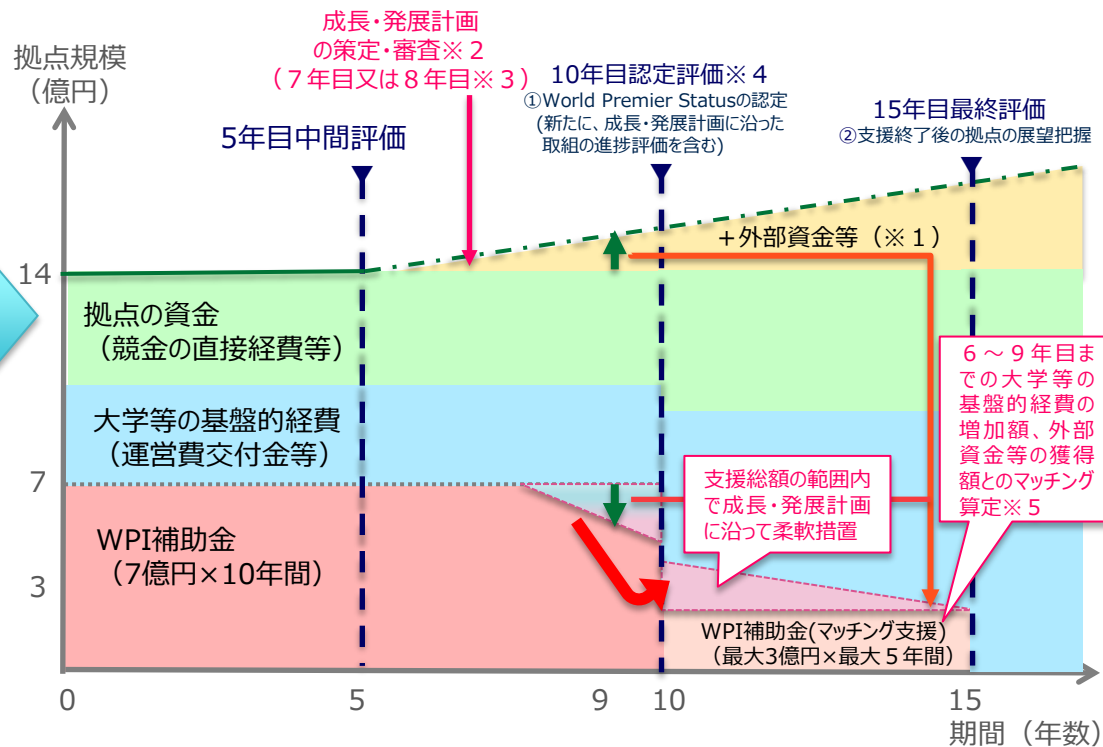 拠点規模
（億円）
成長・発展計画
の策定・審査※２
（７年目又は８年目※３）
5年目中間評価
10年目認定評価※４
①World Premier Statusの認定
(新たに、成長・発展計画に沿った
取組の進捗評価を含む)
15年目最終評価
②支援終了後の拠点の展望把握
＋外部資金等（※１）
14
拠点の資金
（競金の直接経費等）
大学等の基盤的経費
（運営費交付金等）
7
WPI補助金
（7億円×10年間）
3
支援総額の範囲内
で成長・発展計画
に沿って柔軟措置
６～９年目ま
での大学等の
基盤的経費の
増加額、外部
資金等の獲得
額とのマッチング
算定※５
WPI補助金(マッチング支援)
（最大3億円×最大５年間）
0
5
9
10
15
期間（年数）